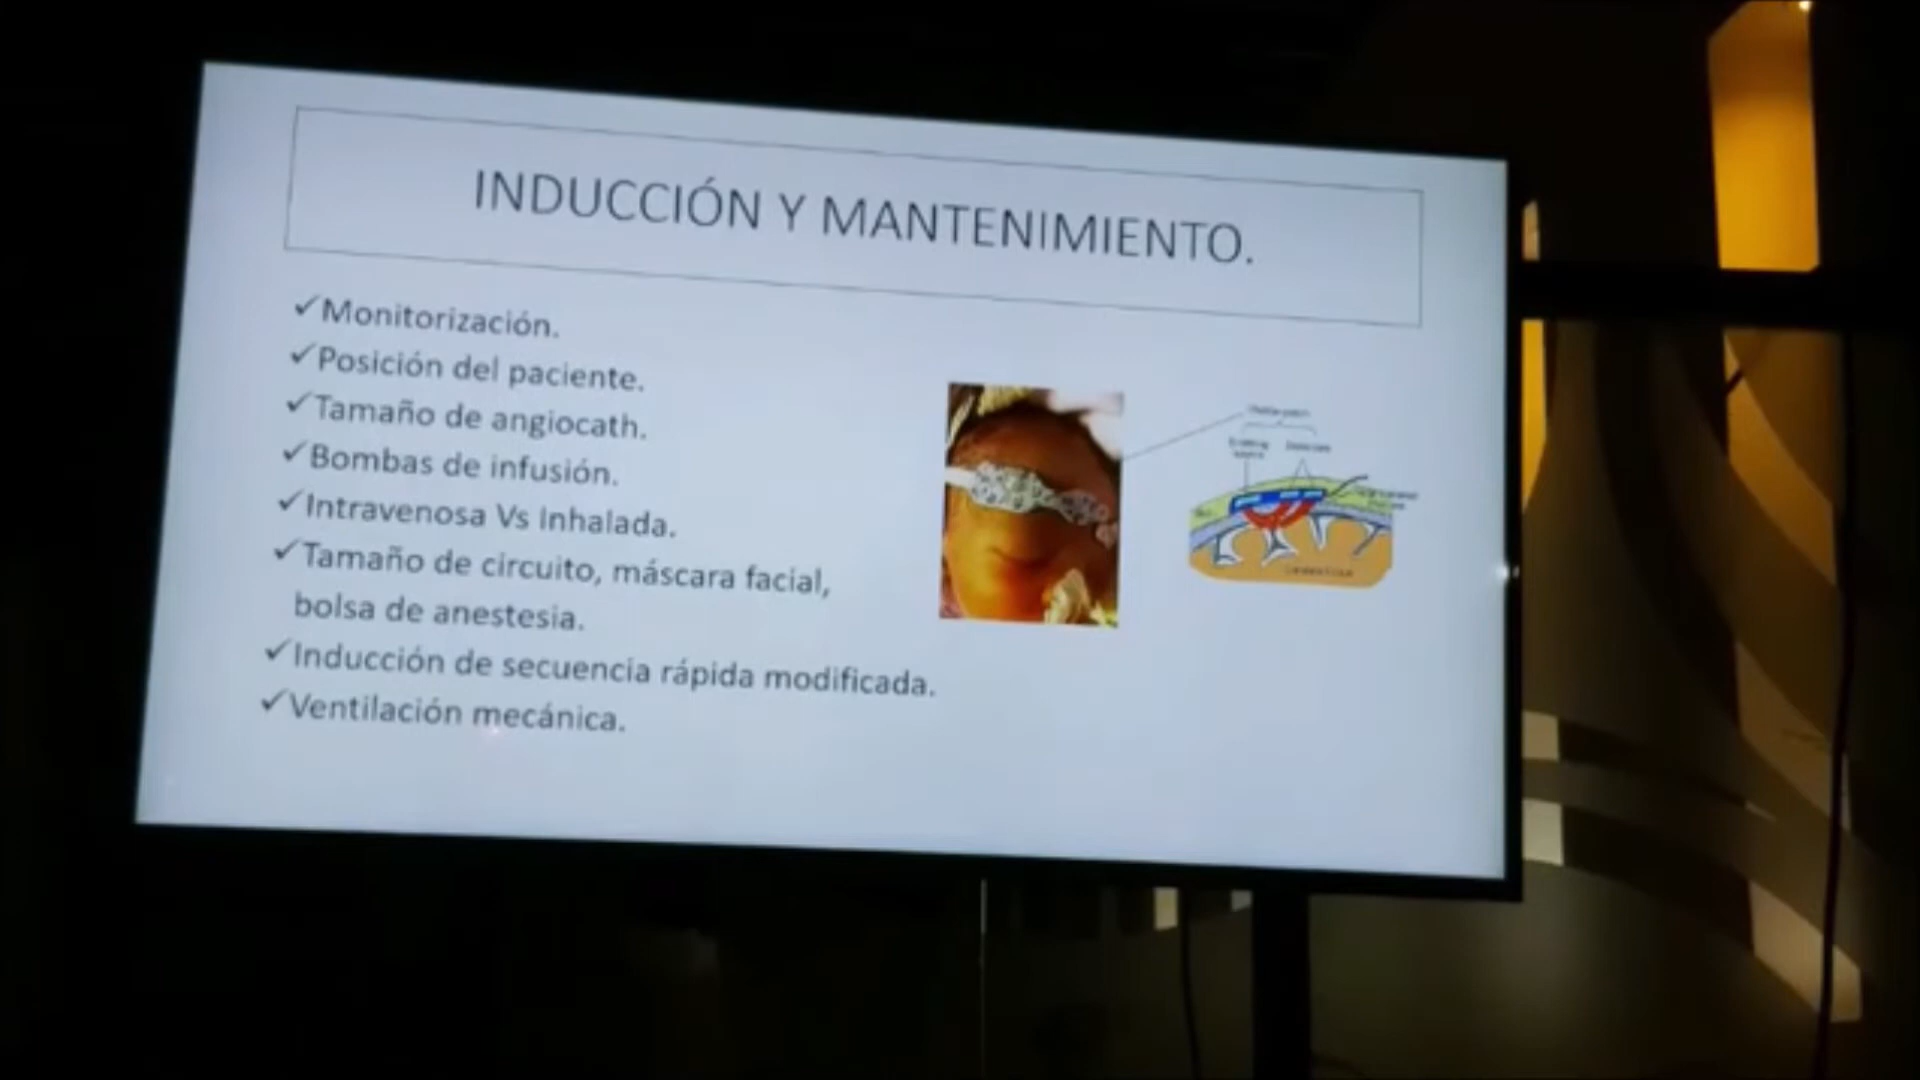 INDUCCIÓN Y MANTENIMIENTO.
✓Monitorización.
✓Posición del paciente.
✓Tamaño de angiocath.
✓Bombas de infusión.
✓Intravenosa Vs Inhalada.
✓Tamaño de circuito, máscara facial,
bolsa de anestesia.
✓Inducción de secuencia rápida modificada.
✓Ventilación mecánica.